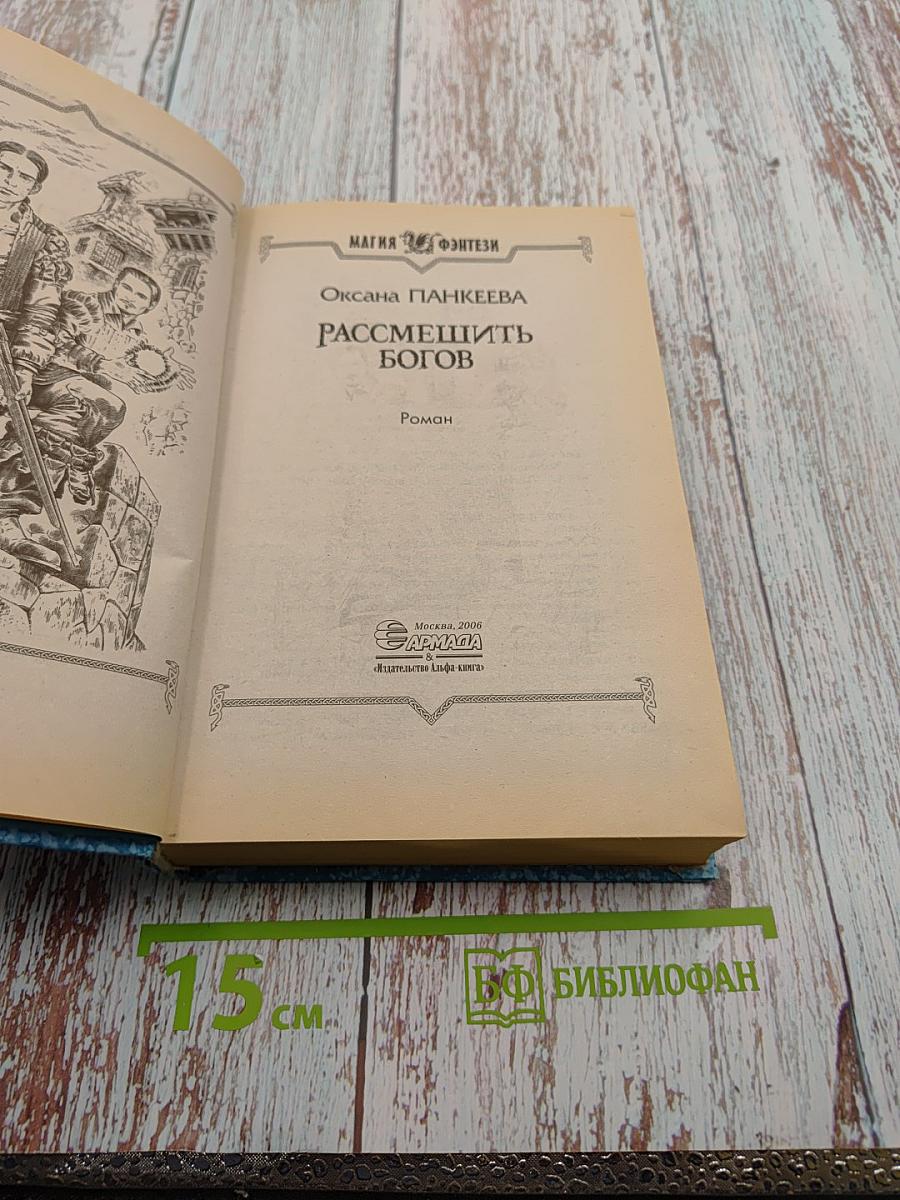 МАГИЯ ФЭНТЕЗИ
Оксана ПАНКЕЕВА
РАССМЕШИТЬ
БОГОВ
Роман
Москва, 2006
АРМАДА
&
«Издательство Альфа-книга»
15 см
БФ БИБЛИОФАН